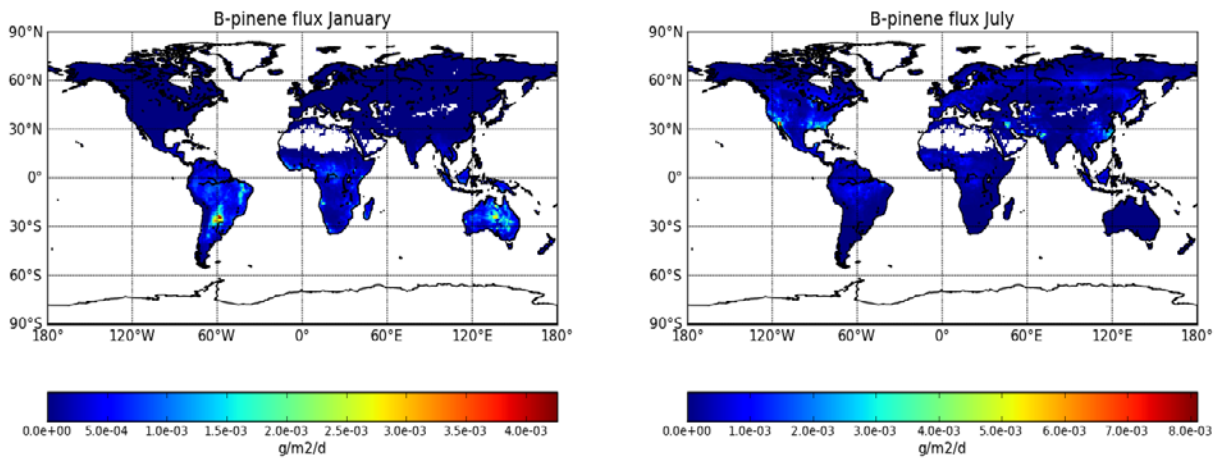 B-pinene flux January
90°N
60°N
30°N
0°
30°S
60°S
90°S
180° 120°W 60°W 0° 60°E 120°E 180°
0.0e+00 5.0e-04 1.0e-03 1.5e-03 2.0e-03 2.5e-03 3.0e-03 3.5e-03 4.0e-03
g/m2/d
B-pinene flux July
90°N
60°N
30°N
0°
30°S
60°S
90°S
180° 120°W 60°W 0° 60°E 120°E 180°
0.0e+00 1.0e-03 2.0e-03 3.0e-03 4.0e-03 5.0e-03 6.0e-03 7.0e-03 8.0e-03
g/m2/d